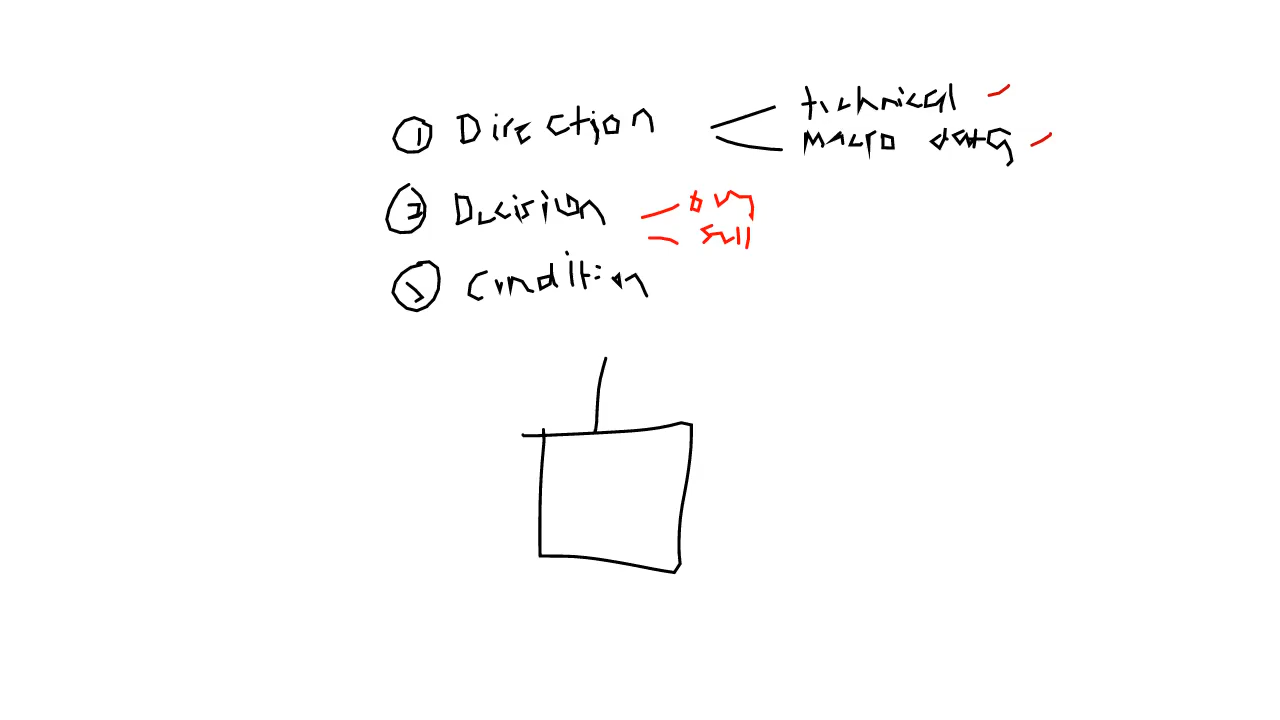 ① Direction technical
macro data
② Decision buy
sell
③ Condition